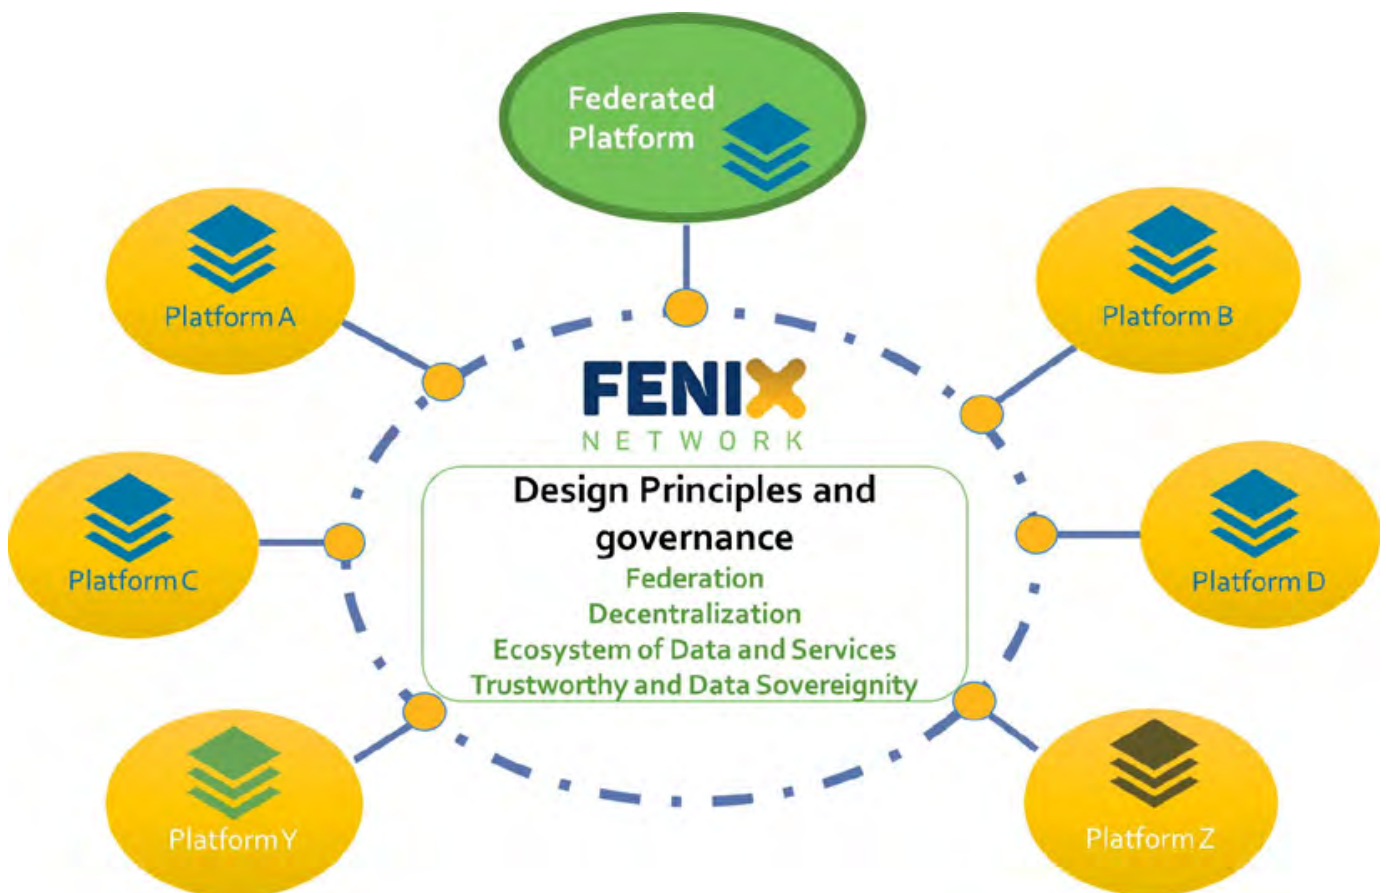 Federated
Platform
Platform A
Platform B
FENIX
NETWORK
Design Principles and
governance
Federation
Decentralization
Ecosystem of Data and Services
Trustworthy and Data Sovereignity
Platform C
Platform D
Platform Y
Platform Z